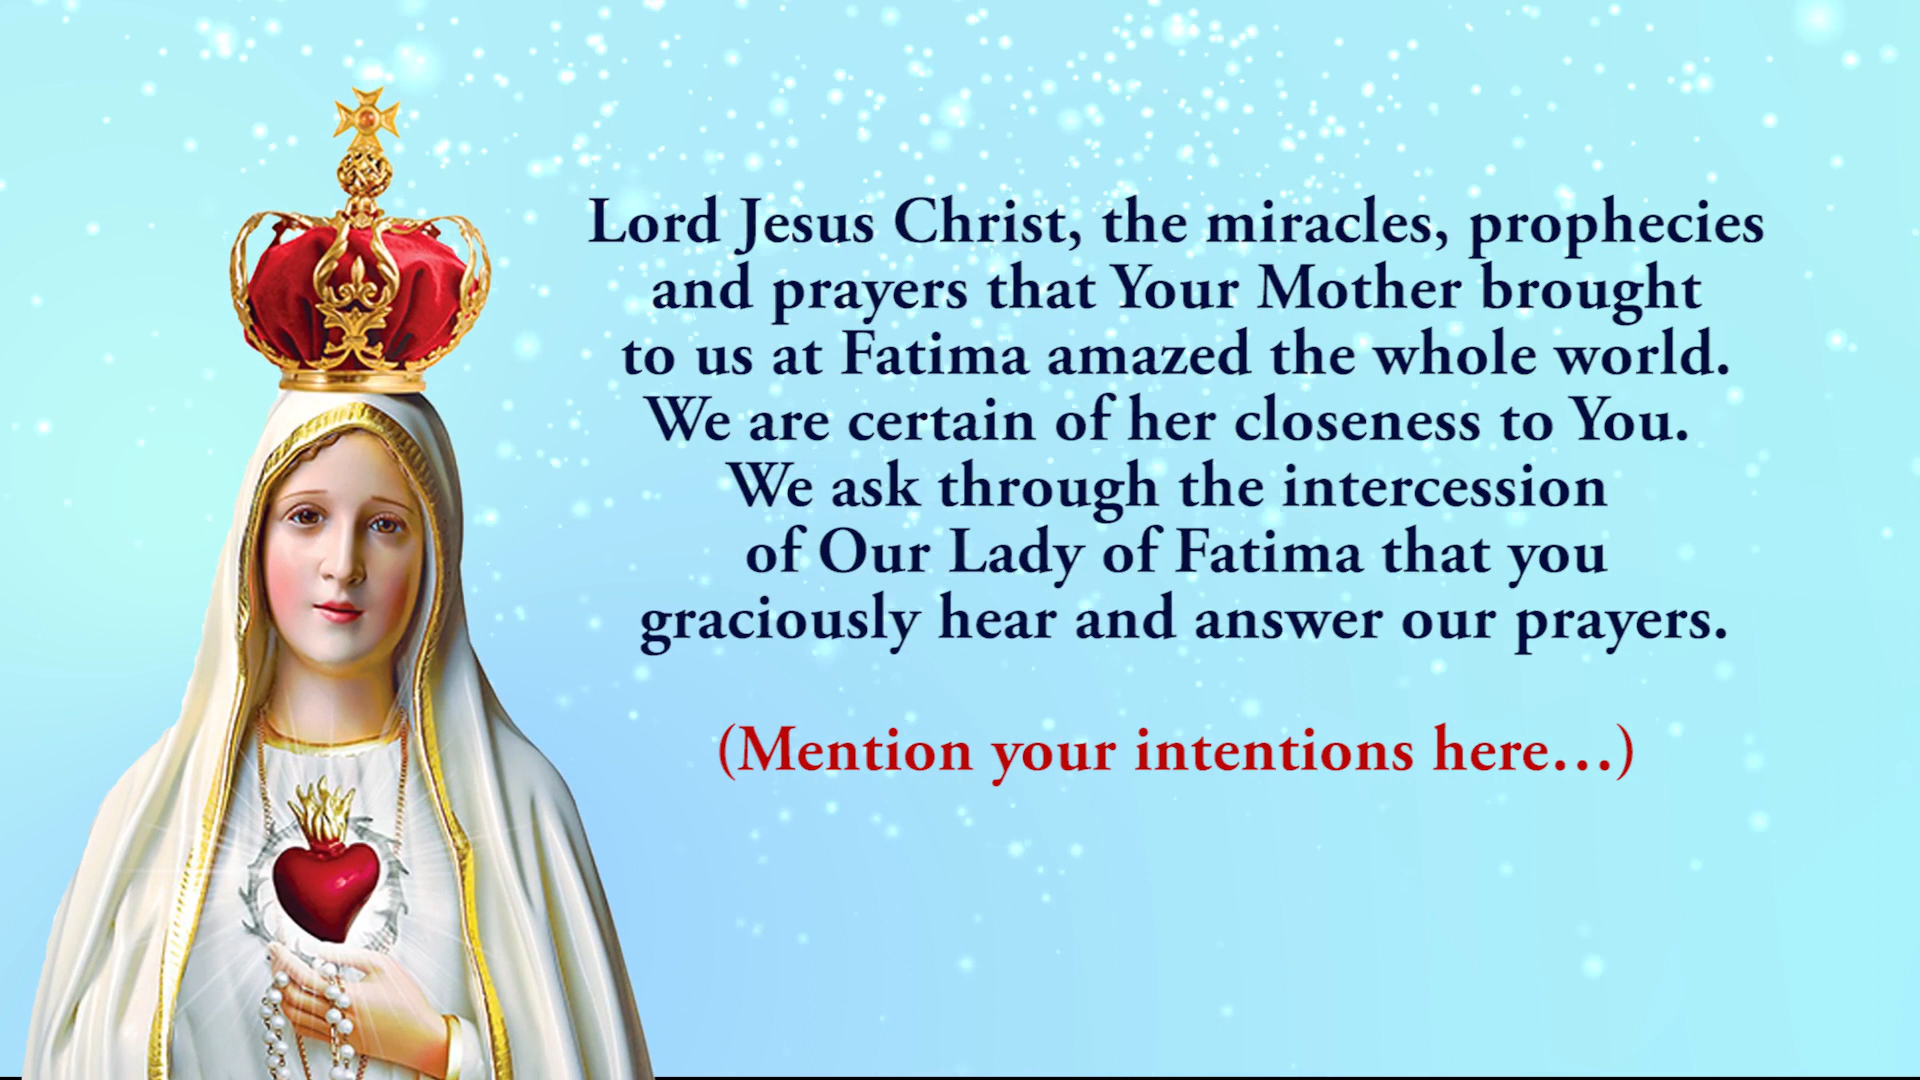 Lord Jesus Christ, the miracles, prophecies
and prayers that Your Mother brought
to us at Fatima amazed the whole world.
We are certain of her closeness to You.
We ask through the intercession
of Our Lady of Fatima that you
graciously hear and answer our prayers.
(Mention your intentions here...)